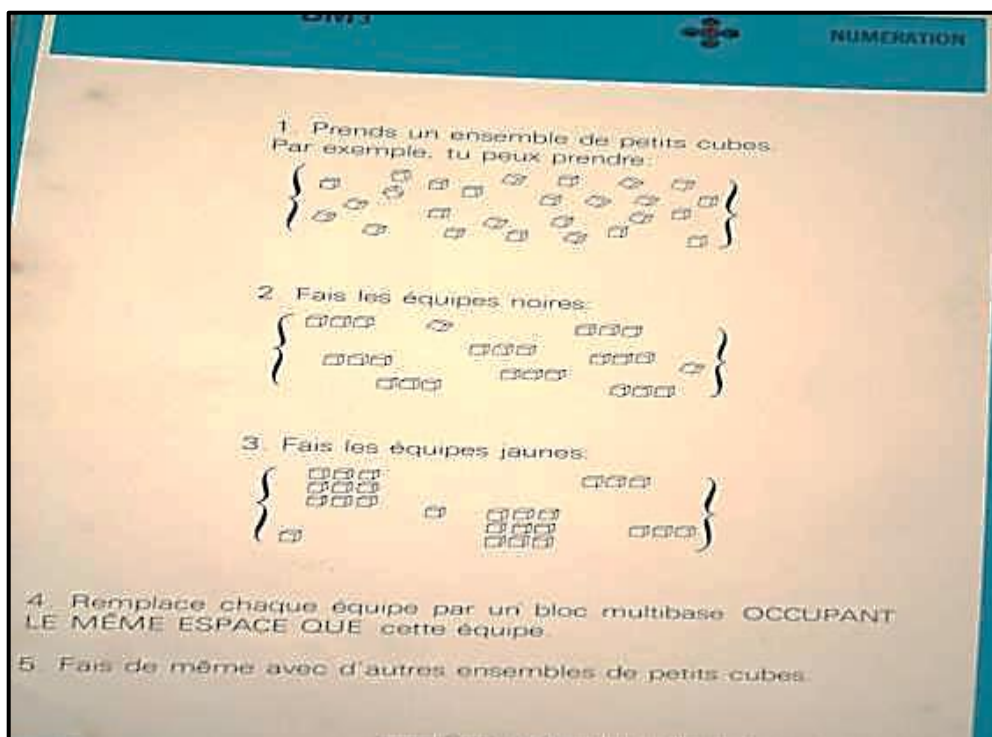 NUMERATION
1. Prends un ensemble de petits cubes.
Par exemple, tu peux prendre:
2. Fais les équipes noires:
3. Fais les équipes jaunes:
4. Remplace chaque équipe par un bloc multibase OCCUPANT
LE MÊME ESPACE QUE cette équipe.
5. Fais de même avec d'autres ensembles de petits cubes.